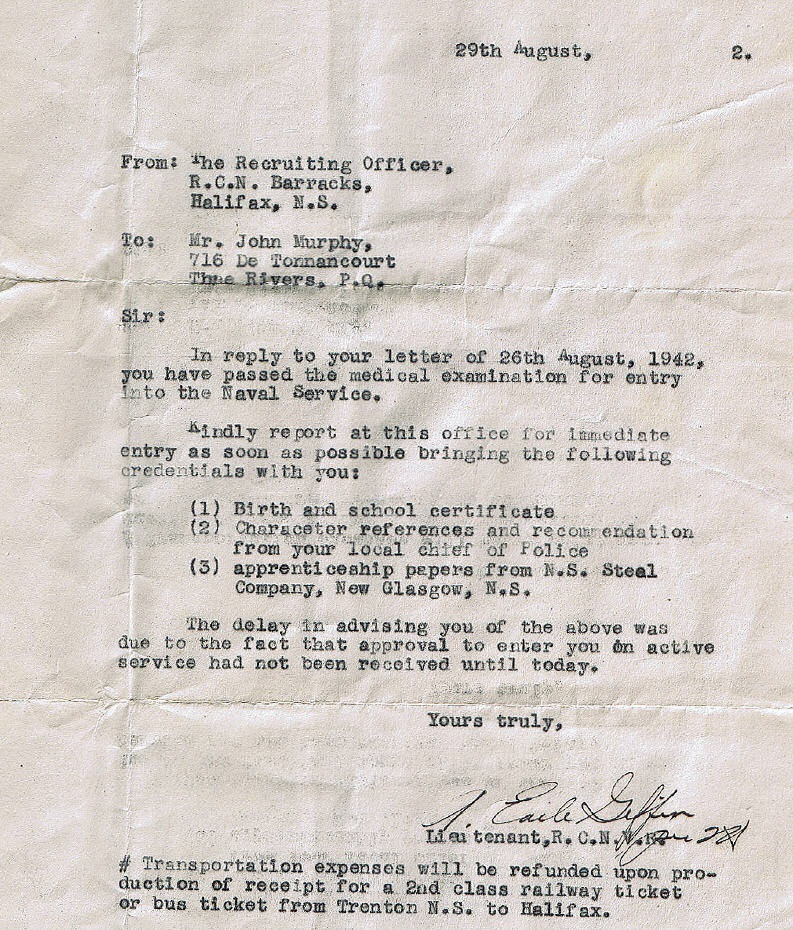 29th August, 2.
From: The Recruiting Officer,
R.C.N. Barracks,
Halifax, N.S.
To: Mr. John Murphy,
716 De Tonnancourt
Thee Rivers, P.Q.
Sir:
In reply to your letter of 26th August, 1942,
you have passed the medical examination for entry
into the Naval Service.
Kindly report at this office for immediate
entry as soon as possible bringing the following
credentials with you:
(1) Birth and school certificate
(2) Characeter references and recommendation
from your local chief of Police
(3) apprenticeship papers from N.S. Steal
Company, New Glasgow, N.S.
The delay in advising you of the above was
due to the fact that approval to enter you on active
service had not been received until today.
Yours truly,
Lieutenant,R.C.N.V.R.
# Transportation expenses will be refunded upon pro-
duction of receipt for a 2nd class railway ticket
or bus ticket from Trenton N.S. to Halifax.